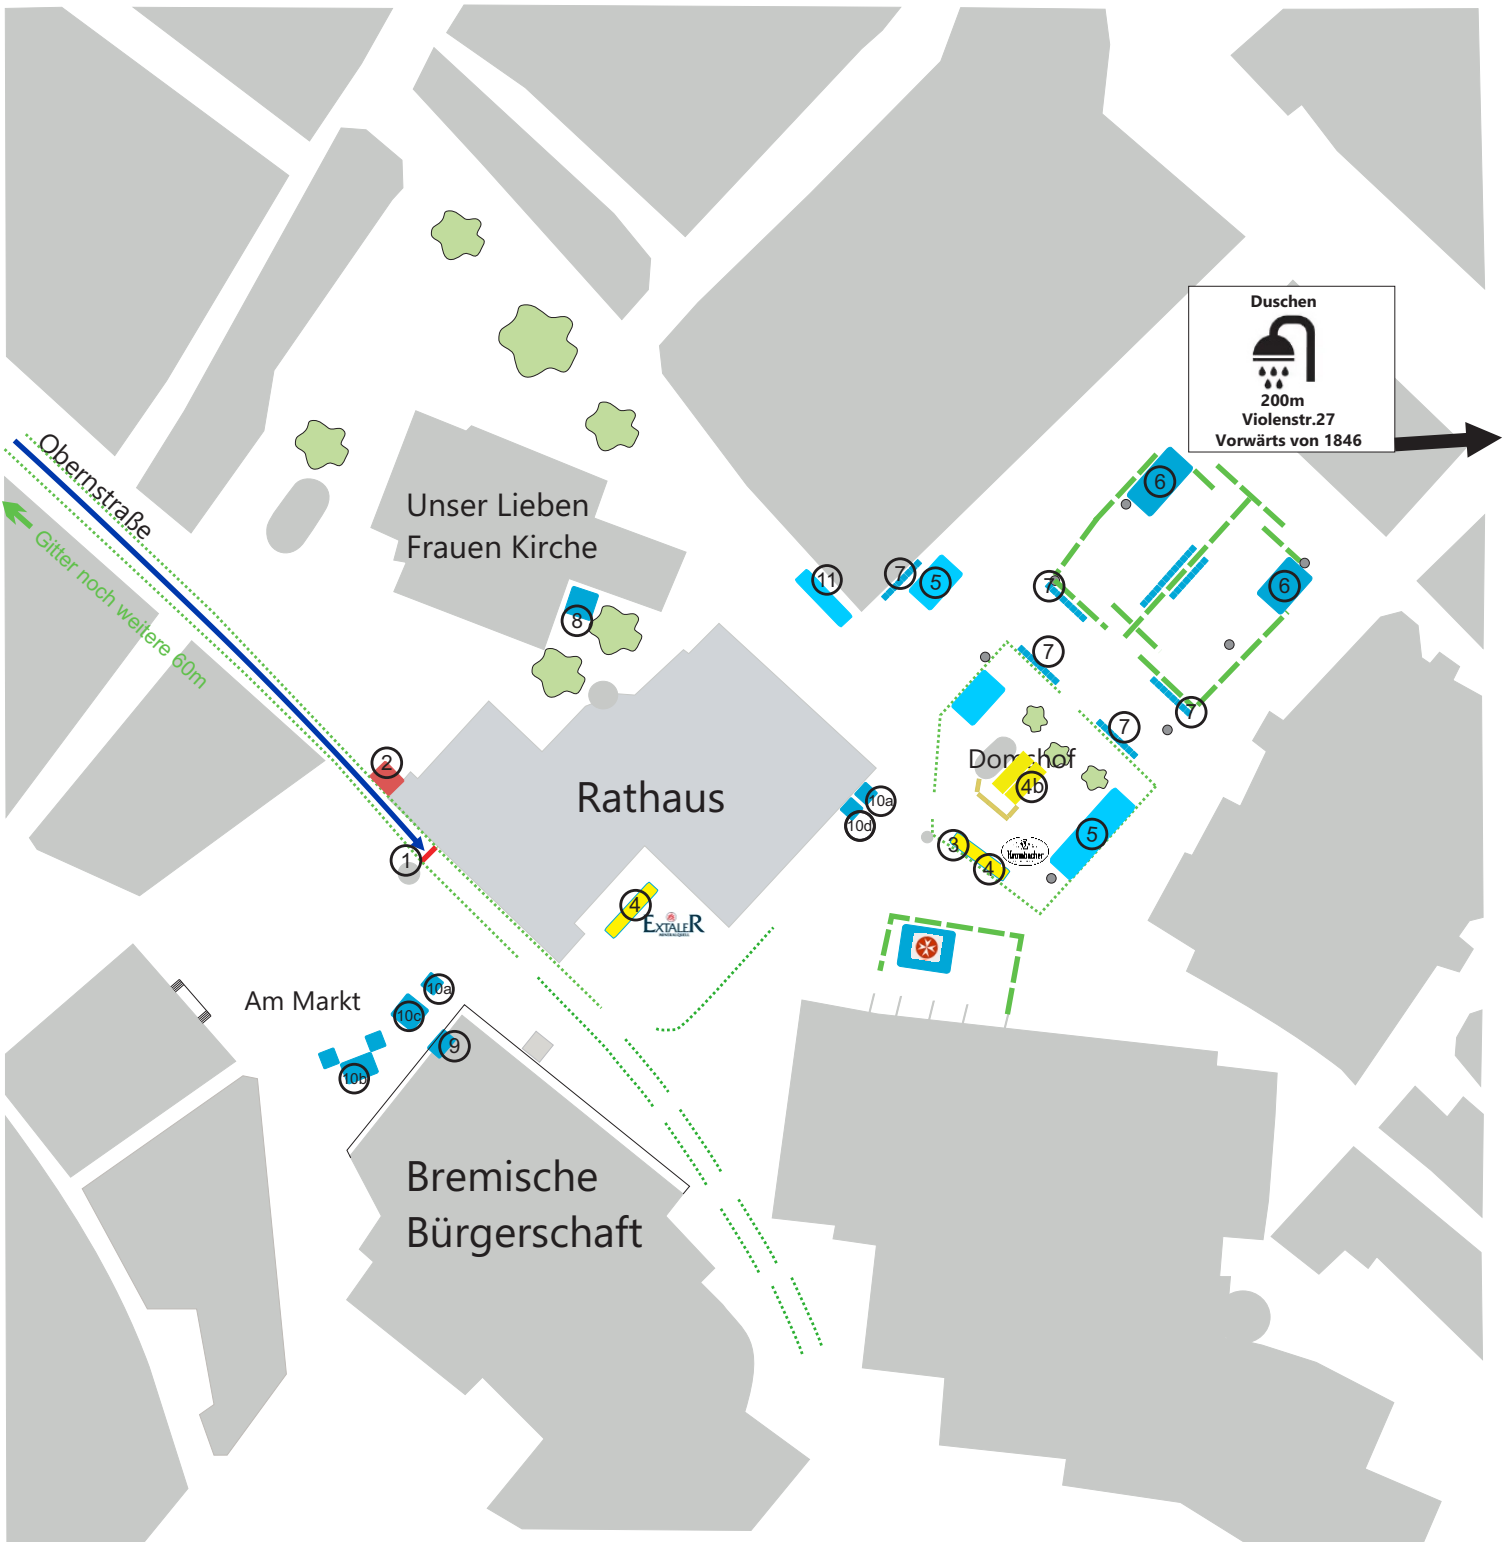 Duschen
200m
Violenstr.27
Vorwärts von 1846
Obernstraße
Gitter noch weitere 60m
Unser Lieben
Frauen Kirche
6
6
11
7
5
7
8
7
7
7
2
Rathaus
Domshof
4b
10a
10d
5
3
Krombacher
4
1
4
EXTALER
Am Markt
10a
10c
9
10b
Bremische
Bürgerschaft